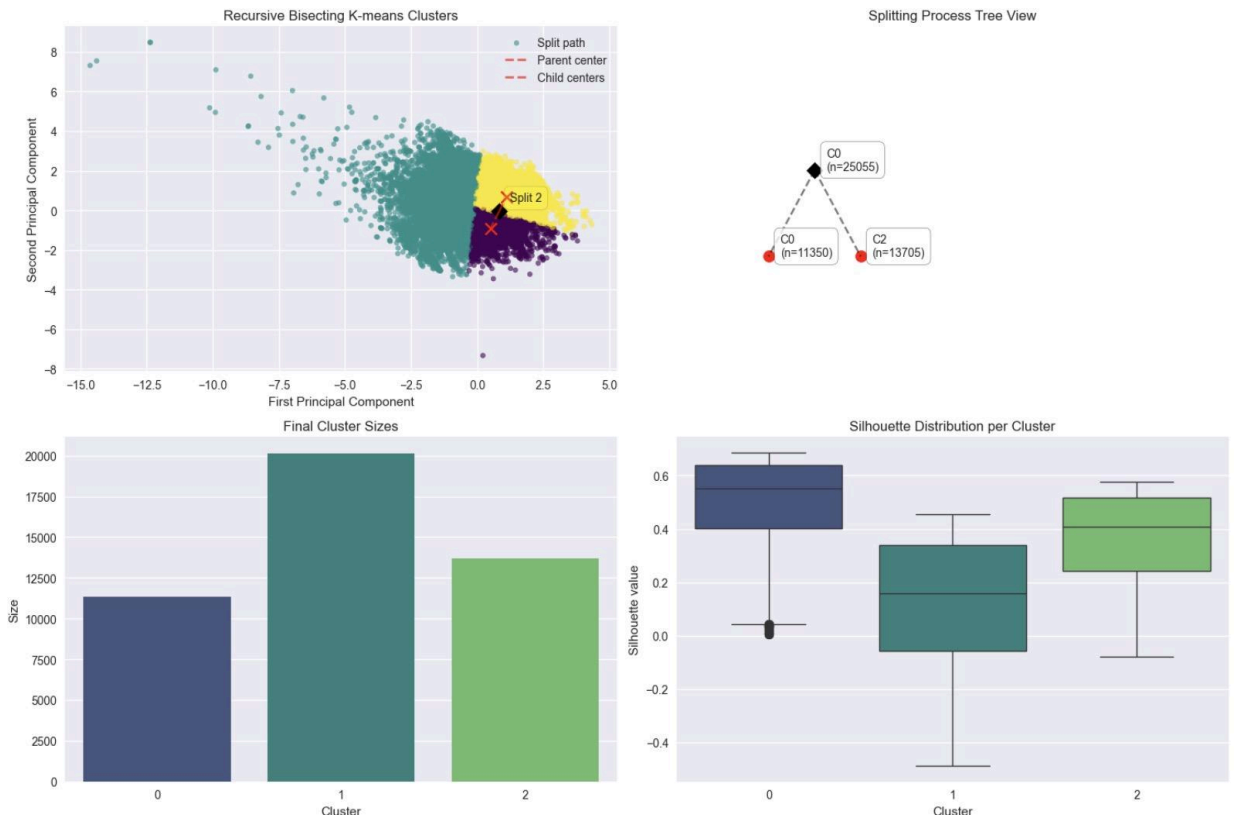 Recursive Bisecting K-means Clusters
Split path
Parent center
Child centers
Split 2
8
6
4
2
0
−2
−4
−6
−8
Second Principal Component
−15.0 −12.5 −10.0 −7.5 −5.0 −2.5 0.0 2.5 5.0
First Principal Component
Splitting Process Tree View
C0
(n=25055)
C0
(n=11350)
C2
(n=13705)
Final Cluster Sizes
20000
17500
15000
12500
10000
7500
5000
2500
0
Size
0 1 2
Cluster
Silhouette Distribution per Cluster
0.6
0.4
0.2
0.0
−0.2
−0.4
Silhouette value
0 1 2
Cluster